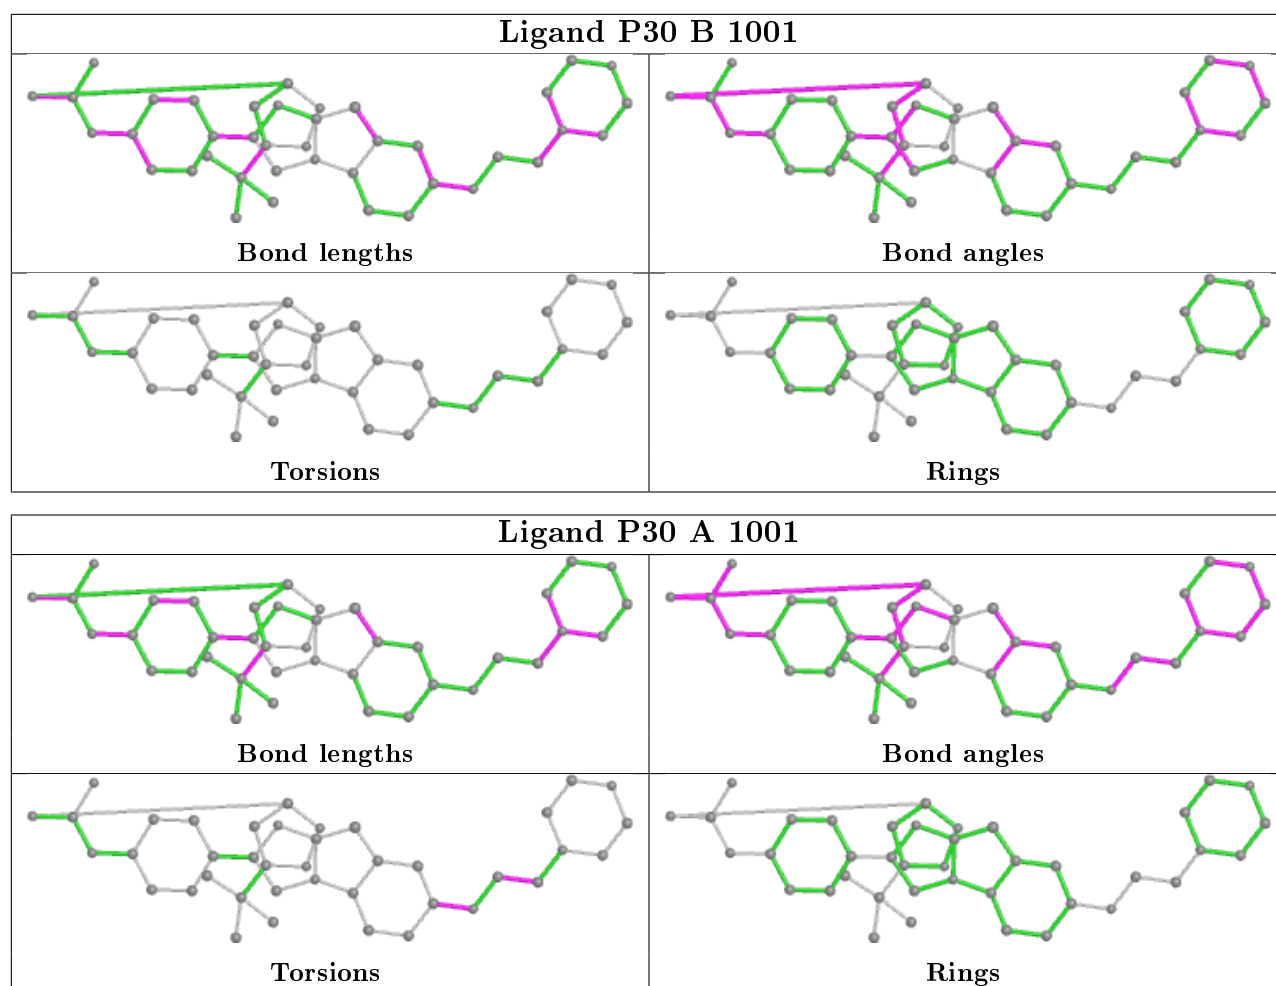 Ligand P30 B 1001
Bond lengths
Bond angles
Torsions
Rings
Ligand P30 A 1001
Bond lengths
Bond angles
Torsions
Rings